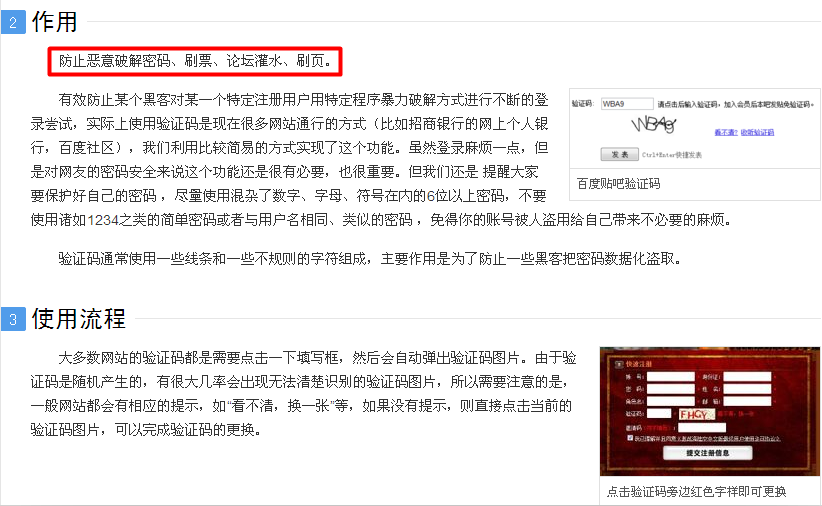 2 作用
防止恶意破解密码、刷票、论坛灌水、刷页。
有效防止某个黑客对某一个特定注册用户用特定程序暴力破解方式进行不断的登
录尝试，实际上使用验证码是现在很多网站通行的方式（比如招商银行的网上个人银
行，百度社区），我们利用比较简易的方式实现了这个功能。虽然登录麻烦一点，但
是对网友的密码安全来说这个功能还是很有必要，也很重要。但我们还是 提醒大家
要保护好自己的密码 ，尽量使用混杂了数字、字母、符号在内的6位以上密码，不要
使用诸如1234之类的简单密码或者与用户名相同、类似的密码 ，免得你的账号被人盗用给自己带来不必要的麻烦。
验证码: WBA9 请点击后输入验证码，加入会员后本吧发贴免验证码。
WBA9 看不清? 收听验证码
发 表 Ctrl+Enter快捷发表
百度贴吧验证码
验证码通常使用一些线条和一些不规则的字符组成，主要作用是为了防止一些黑客把密码数据化盗取。
3 使用流程
大多数网站的验证码都是需要点击一下填写框，然后会自动弹出验证码图片。由于验
证码是随机产生的，有很大几率会出现无法清楚识别的验证码图片，所以需要注意的是，
一般网站都会有相应的提示，如“看不清，换一张”等，如果没有提示，则直接点击当前的
验证码图片，可以完成验证码的更换。
快速注册
验证码: FHGY
提交注册信息
点击验证码旁边红色字样即可更换